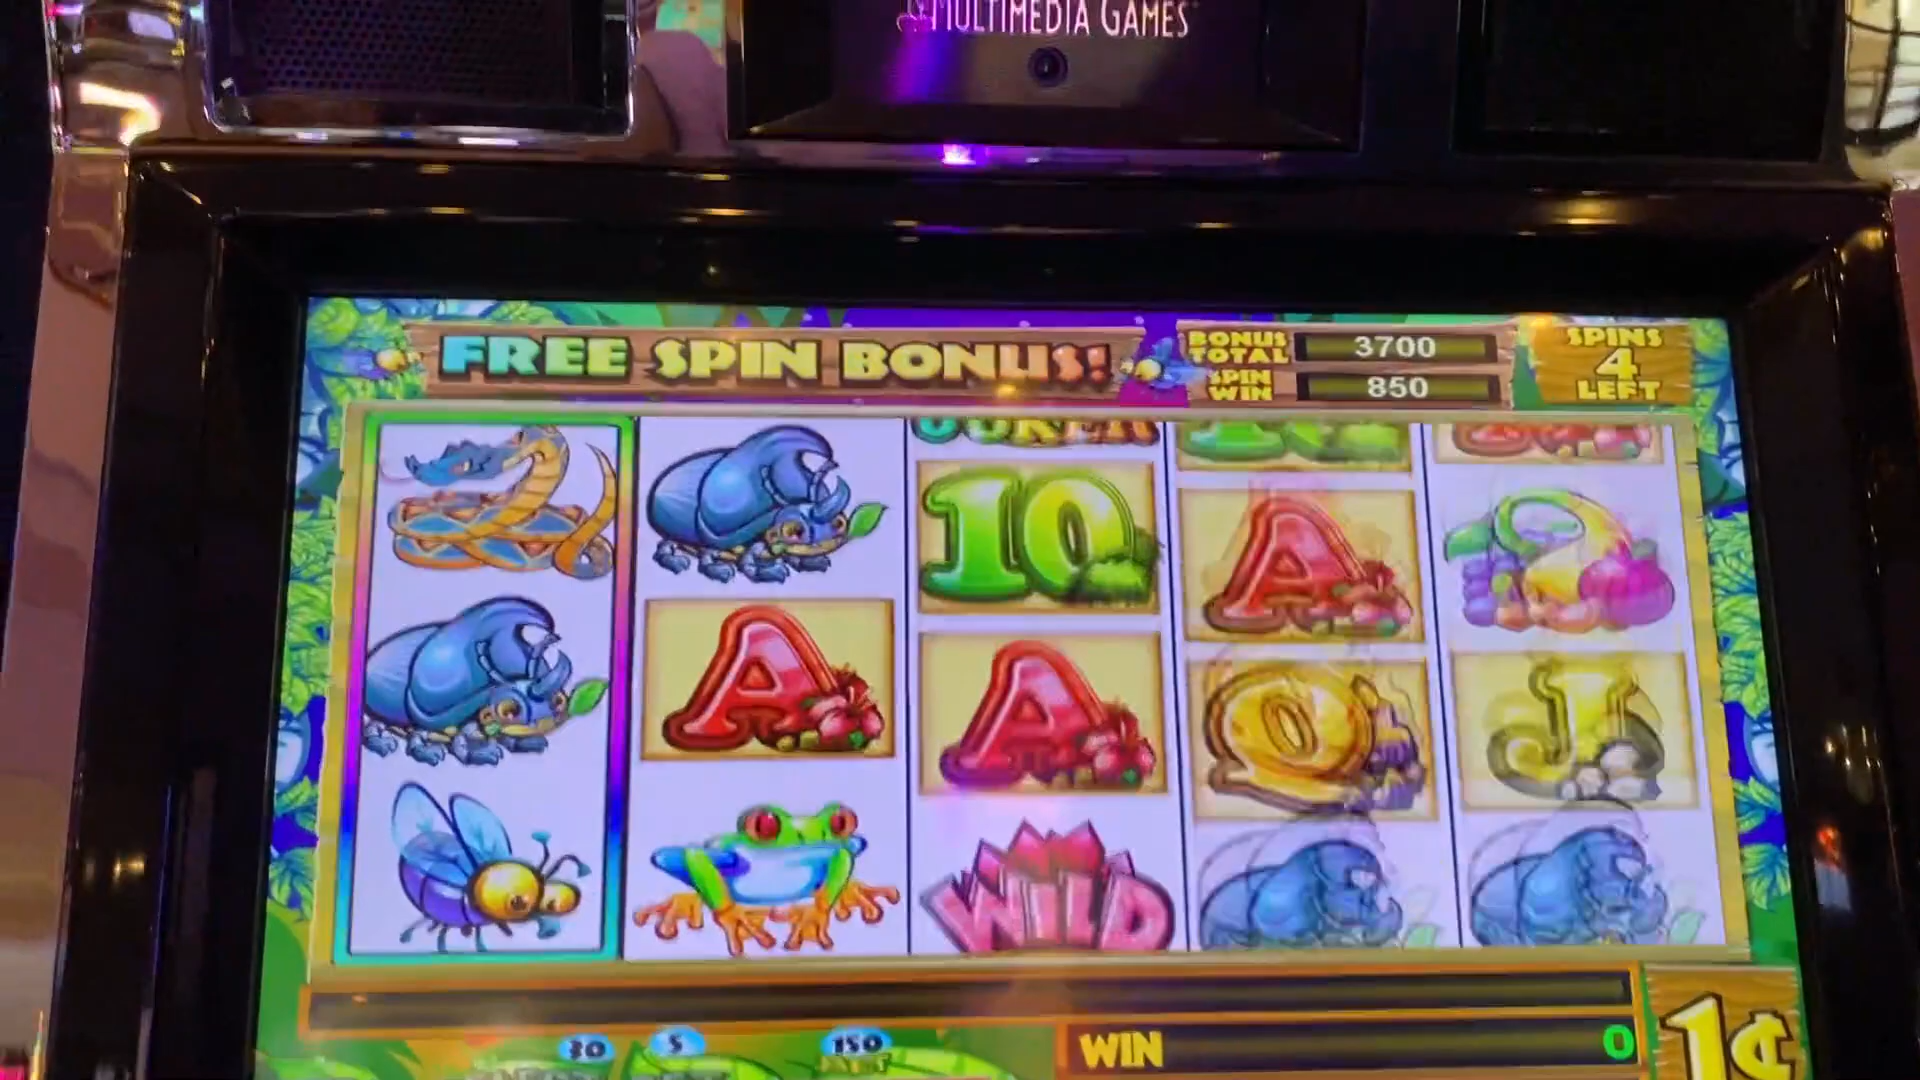 MULTIMEDIA GAMES
FREE SPIN BONUS!
BONUS TOTAL 3700
SPIN WIN 850
SPINS
4
LEFT
10
A
A
A
Q
J
WILD
30 5 150
WIN 0
1¢